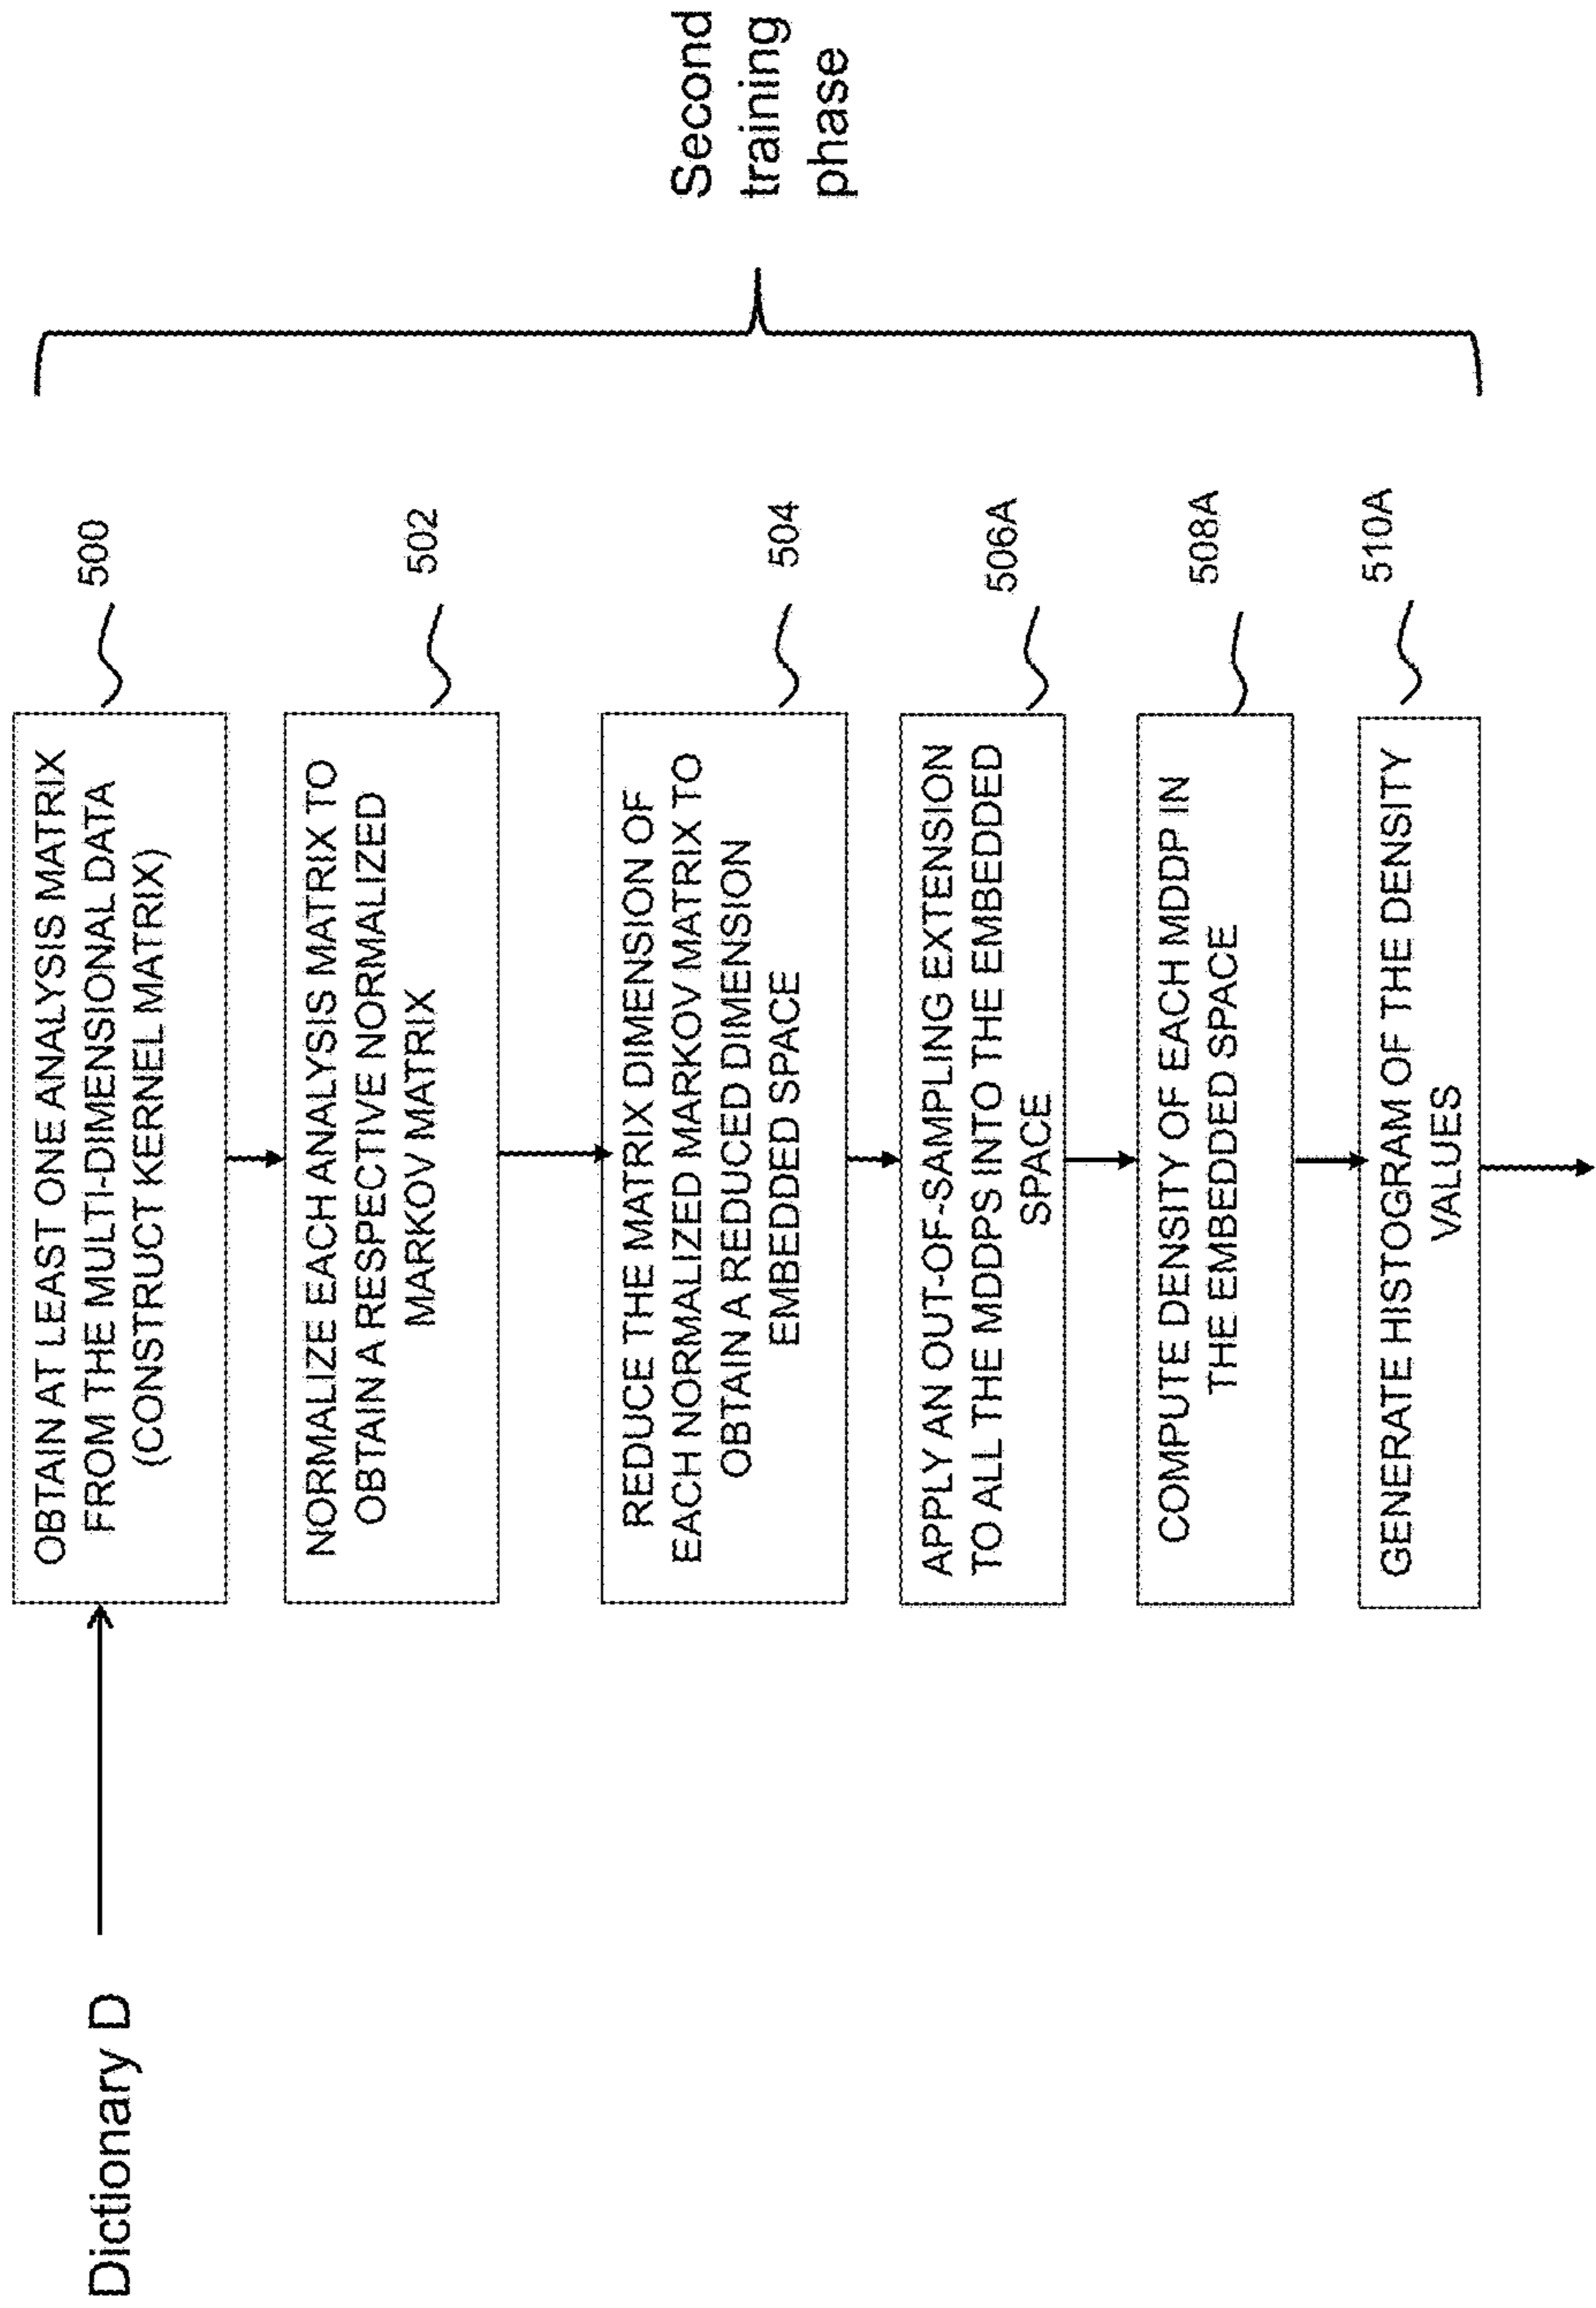 Dictionary D
OBTAIN AT LEAST ONE ANALYSIS MATRIX
FROM THE MULTI-DIMENSIONAL DATA
(CONSTRUCT KERNEL MATRIX)
500
NORMALIZE EACH ANALYSIS MATRIX TO
OBTAIN A RESPECTIVE NORMALIZED
MARKOV MATRIX
502
REDUCE THE MATRIX DIMENSION OF
EACH NORMALIZED MARKOV MATRIX TO
OBTAIN A REDUCED DIMENSION
EMBEDDED SPACE
504
APPLY AN OUT-OF-SAMPLING EXTENSION
TO ALL THE MDDPS INTO THE EMBEDDED
SPACE
506A
COMPUTE DENSITY OF EACH MDDP IN
THE EMBEDDED SPACE
508A
GENERATE HISTOGRAM OF THE DENSITY
VALUES
510A
Second
training
phase